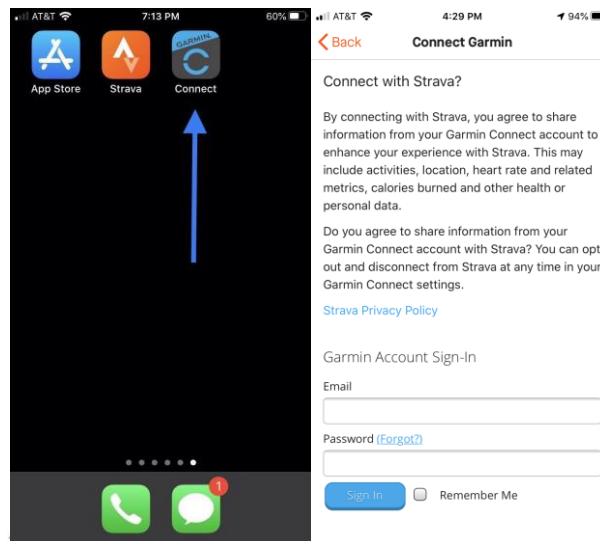 AT&T 7:13 PM 60%
GARMIN
App Store Strava Connect
1
AT&T 4:29 PM 94%
Back Connect Garmin
Connect with Strava?
By connecting with Strava, you agree to share
information from your Garmin Connect account to
enhance your experience with Strava. This may
include activities, location, heart rate and related
metrics, calories burned and other health or
personal data.
Do you agree to share information from your
Garmin Connect account with Strava? You can opt
out and disconnect from Strava at any time in your
Garmin Connect settings.
Strava Privacy Policy
Garmin Account Sign-In
Email
Password (Forgot?)
Sign In Remember Me